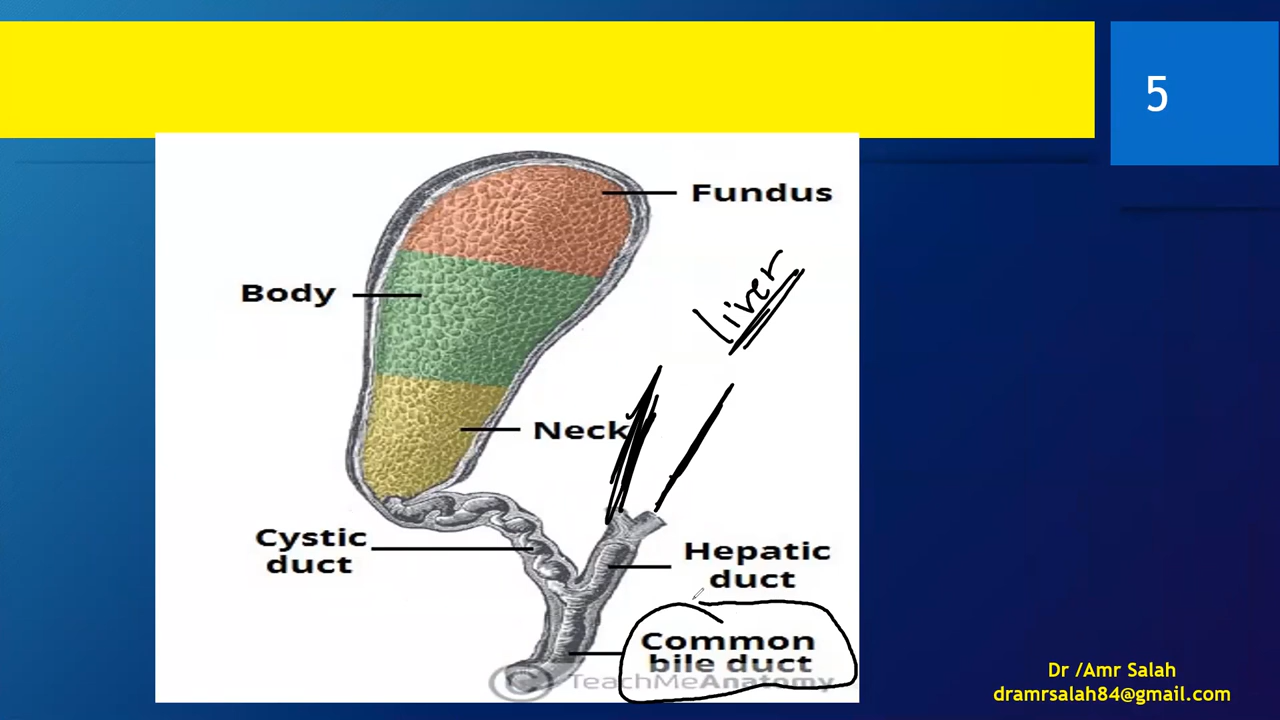 5
Fundus
Body
Liver
Neck
Cystic
duct
Hepatic
duct
Common
bile duct
TeachMeAnatomy
Dr /Amr Salah
dramrsalah84@gmail.com